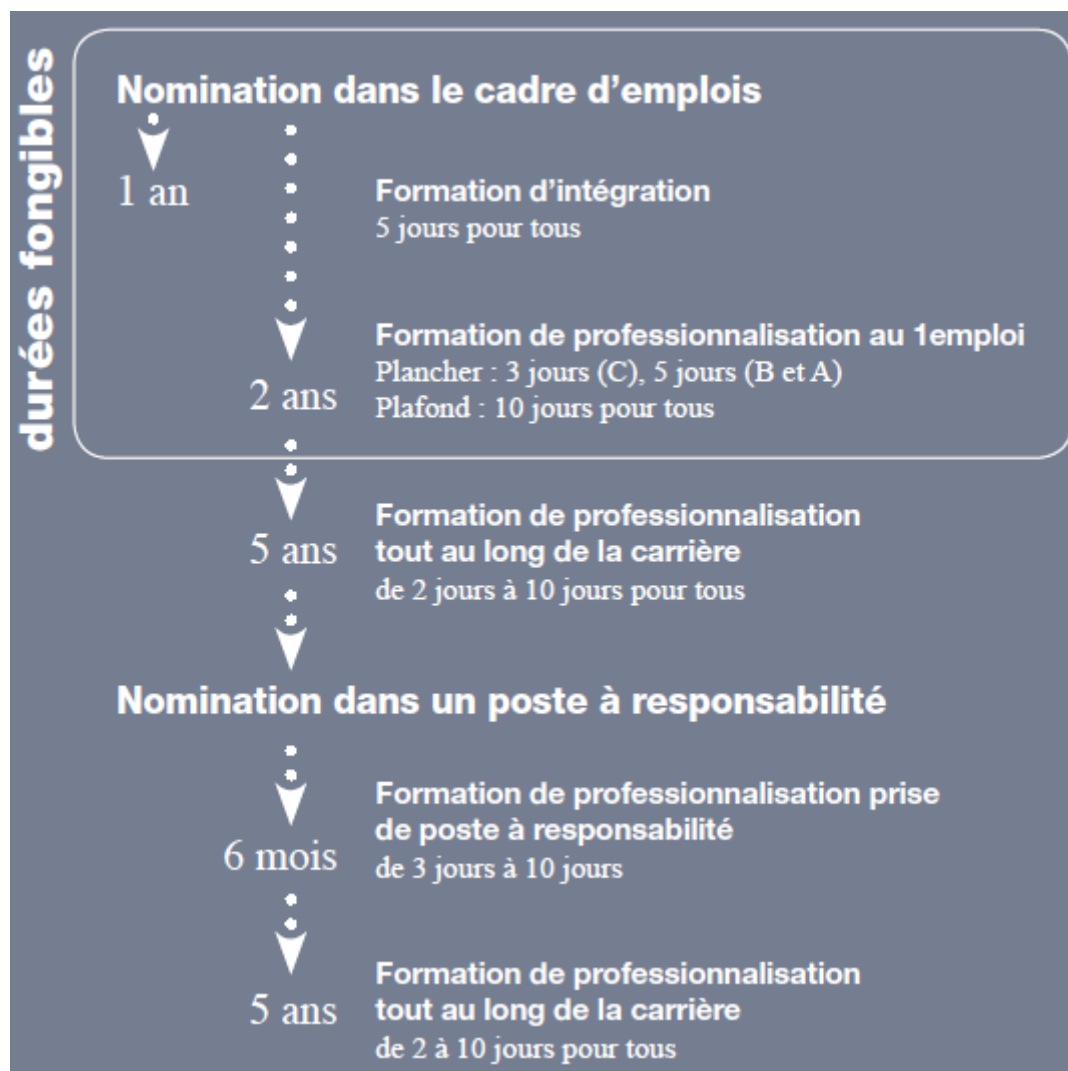 durées fongibles
Nomination dans le cadre d'emplois
1 an
Formation d'intégration
5 jours pour tous
Formation de professionnalisation au 1emploi
Plancher : 3 jours (C), 5 jours (B et A)
2 ans
Plafond : 10 jours pour tous
Formation de professionnalisation
5 ans
tout au long de la carrière
de 2 jours à 10 jours pour tous
Nomination dans un poste à responsabilité
Formation de professionnalisation prise
de poste à responsabilité
6 mois
de 3 jours à 10 jours
Formation de professionnalisation
5 ans
tout au long de la carrière
de 2 à 10 jours pour tous